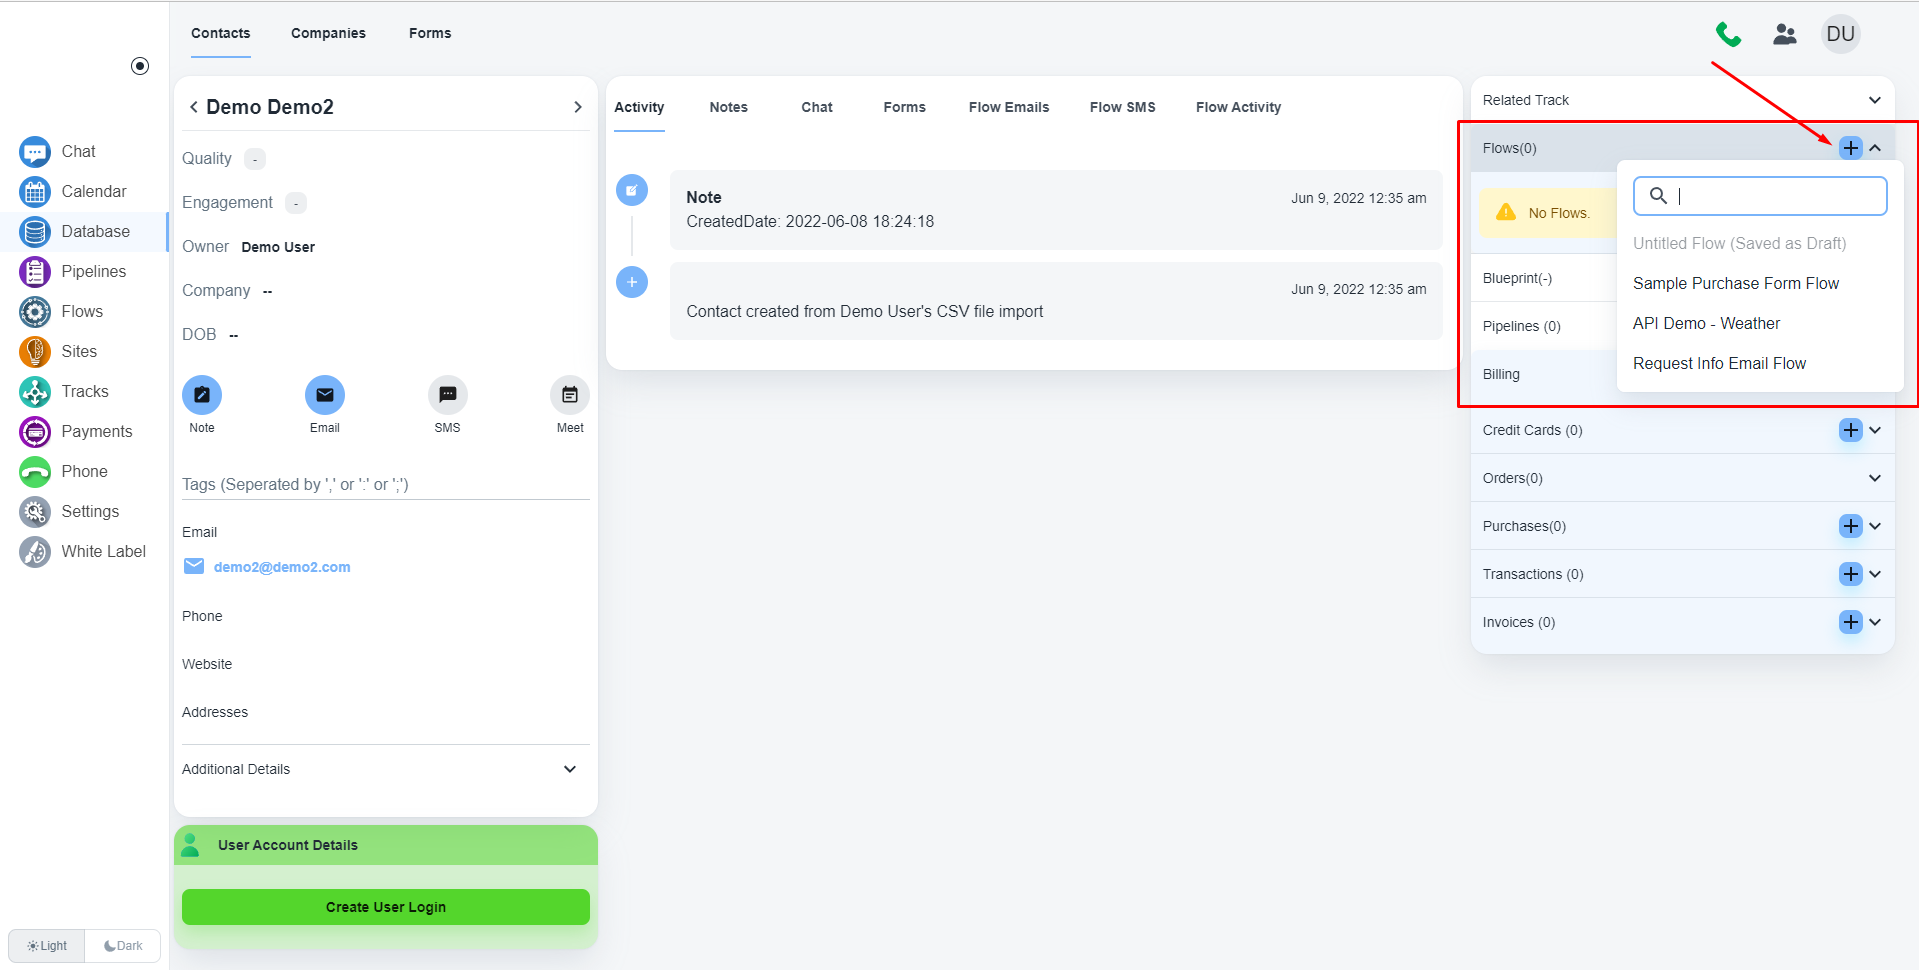 Contacts
Companies
Forms
DU
Chat
Calendar
Database
Pipelines
Flows
Sites
Tracks
Payments
Phone
Settings
White Label
Light
Dark
Demo Demo2
Quality -
Engagement -
Owner Demo User
Company --
DOB --
Note
Email
SMS
Meet
Tags (Seperated by ',' or ':' or ';')
Email
demo2@demo2.com
Phone
Website
Addresses
Additional Details
User Account Details
Create User Login
Activity
Notes
Chat
Forms
Flow Emails
Flow SMS
Flow Activity
Note
Jun 9, 2022 12:35 am
CreatedDate: 2022-06-08 18:24:18
Jun 9, 2022 12:35 am
Contact created from Demo User's CSV file import
Related Track
Flows(0)
No Flows.
Untitled Flow (Saved as Draft)
Sample Purchase Form Flow
API Demo - Weather
Request Info Email Flow
Blueprint(-)
Pipelines (0)
Billing
Credit Cards (0)
Orders(0)
Purchases(0)
Transactions (0)
Invoices (0)